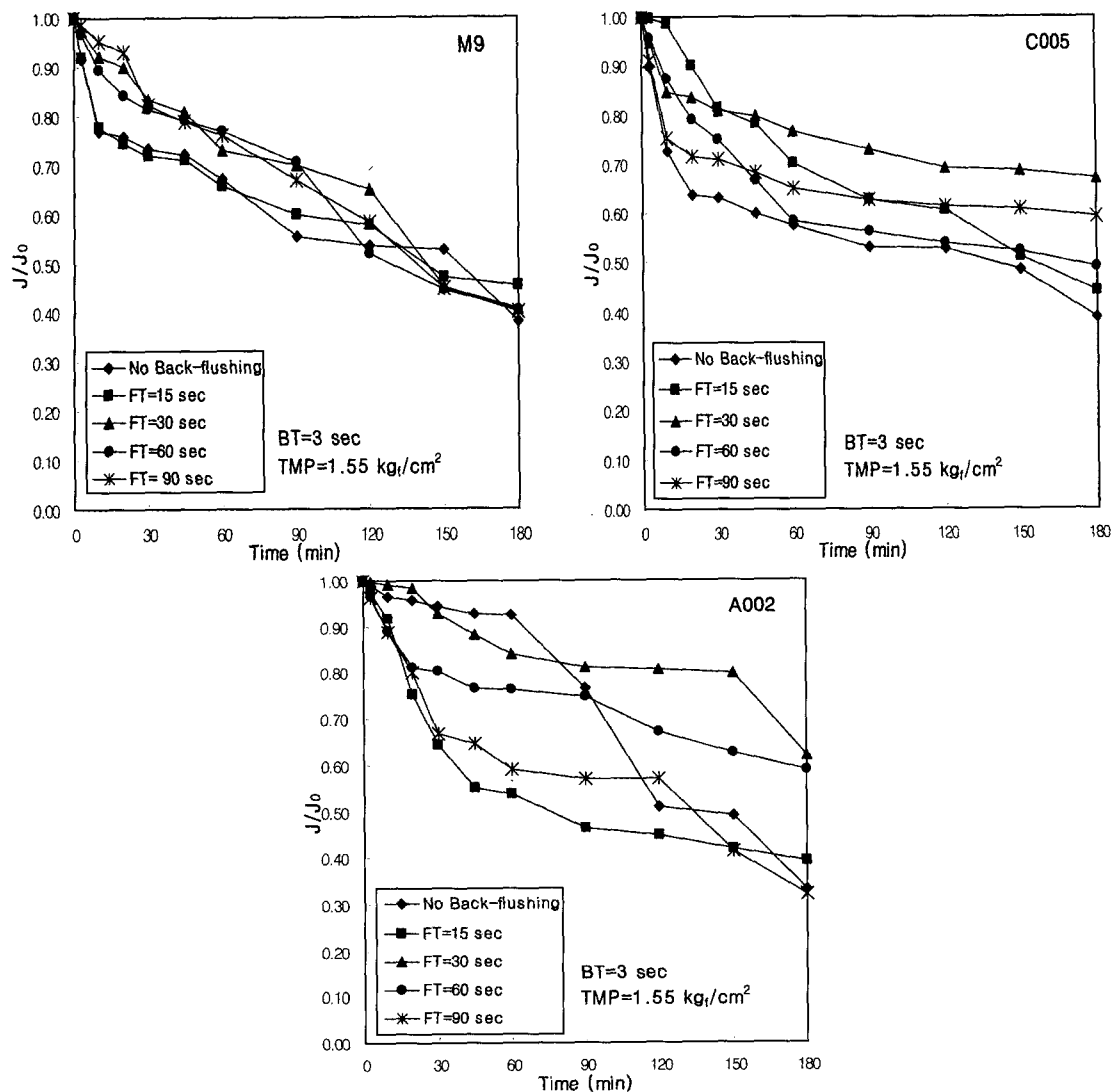 M9
1.00
0.90
0.80
0.70
0.60
0.50
0.40
0.30
0.20
0.10
0.00
J/J₀
No Back-flushing
FT=15 sec
FT=30 sec
FT=60 sec
FT= 90 sec
BT=3 sec
TMP=1.55 kgf/cm²
0 30 60 90 120 150 180
Time (min)
C005
1.00
0.90
0.80
0.70
0.60
0.50
0.40
0.30
0.20
0.10
0.00
J/J₀
No Back-flushing
FT=15 sec
FT=30 sec
FT=60 sec
FT=90 sec
BT=3 sec
TMP=1.55 kgf/cm²
0 30 60 90 120 150 180
Time (min)
A002
1.00
0.90
0.80
0.70
0.60
0.50
0.40
0.30
0.20
0.10
0.00
J/J₀
No Back-flushing
FT=15 sec
FT=30 sec
FT=60 sec
FT=90 sec
BT=3 sec
TMP=1.55 kgf/cm²
0 30 60 90 120 150 180
Time (min)